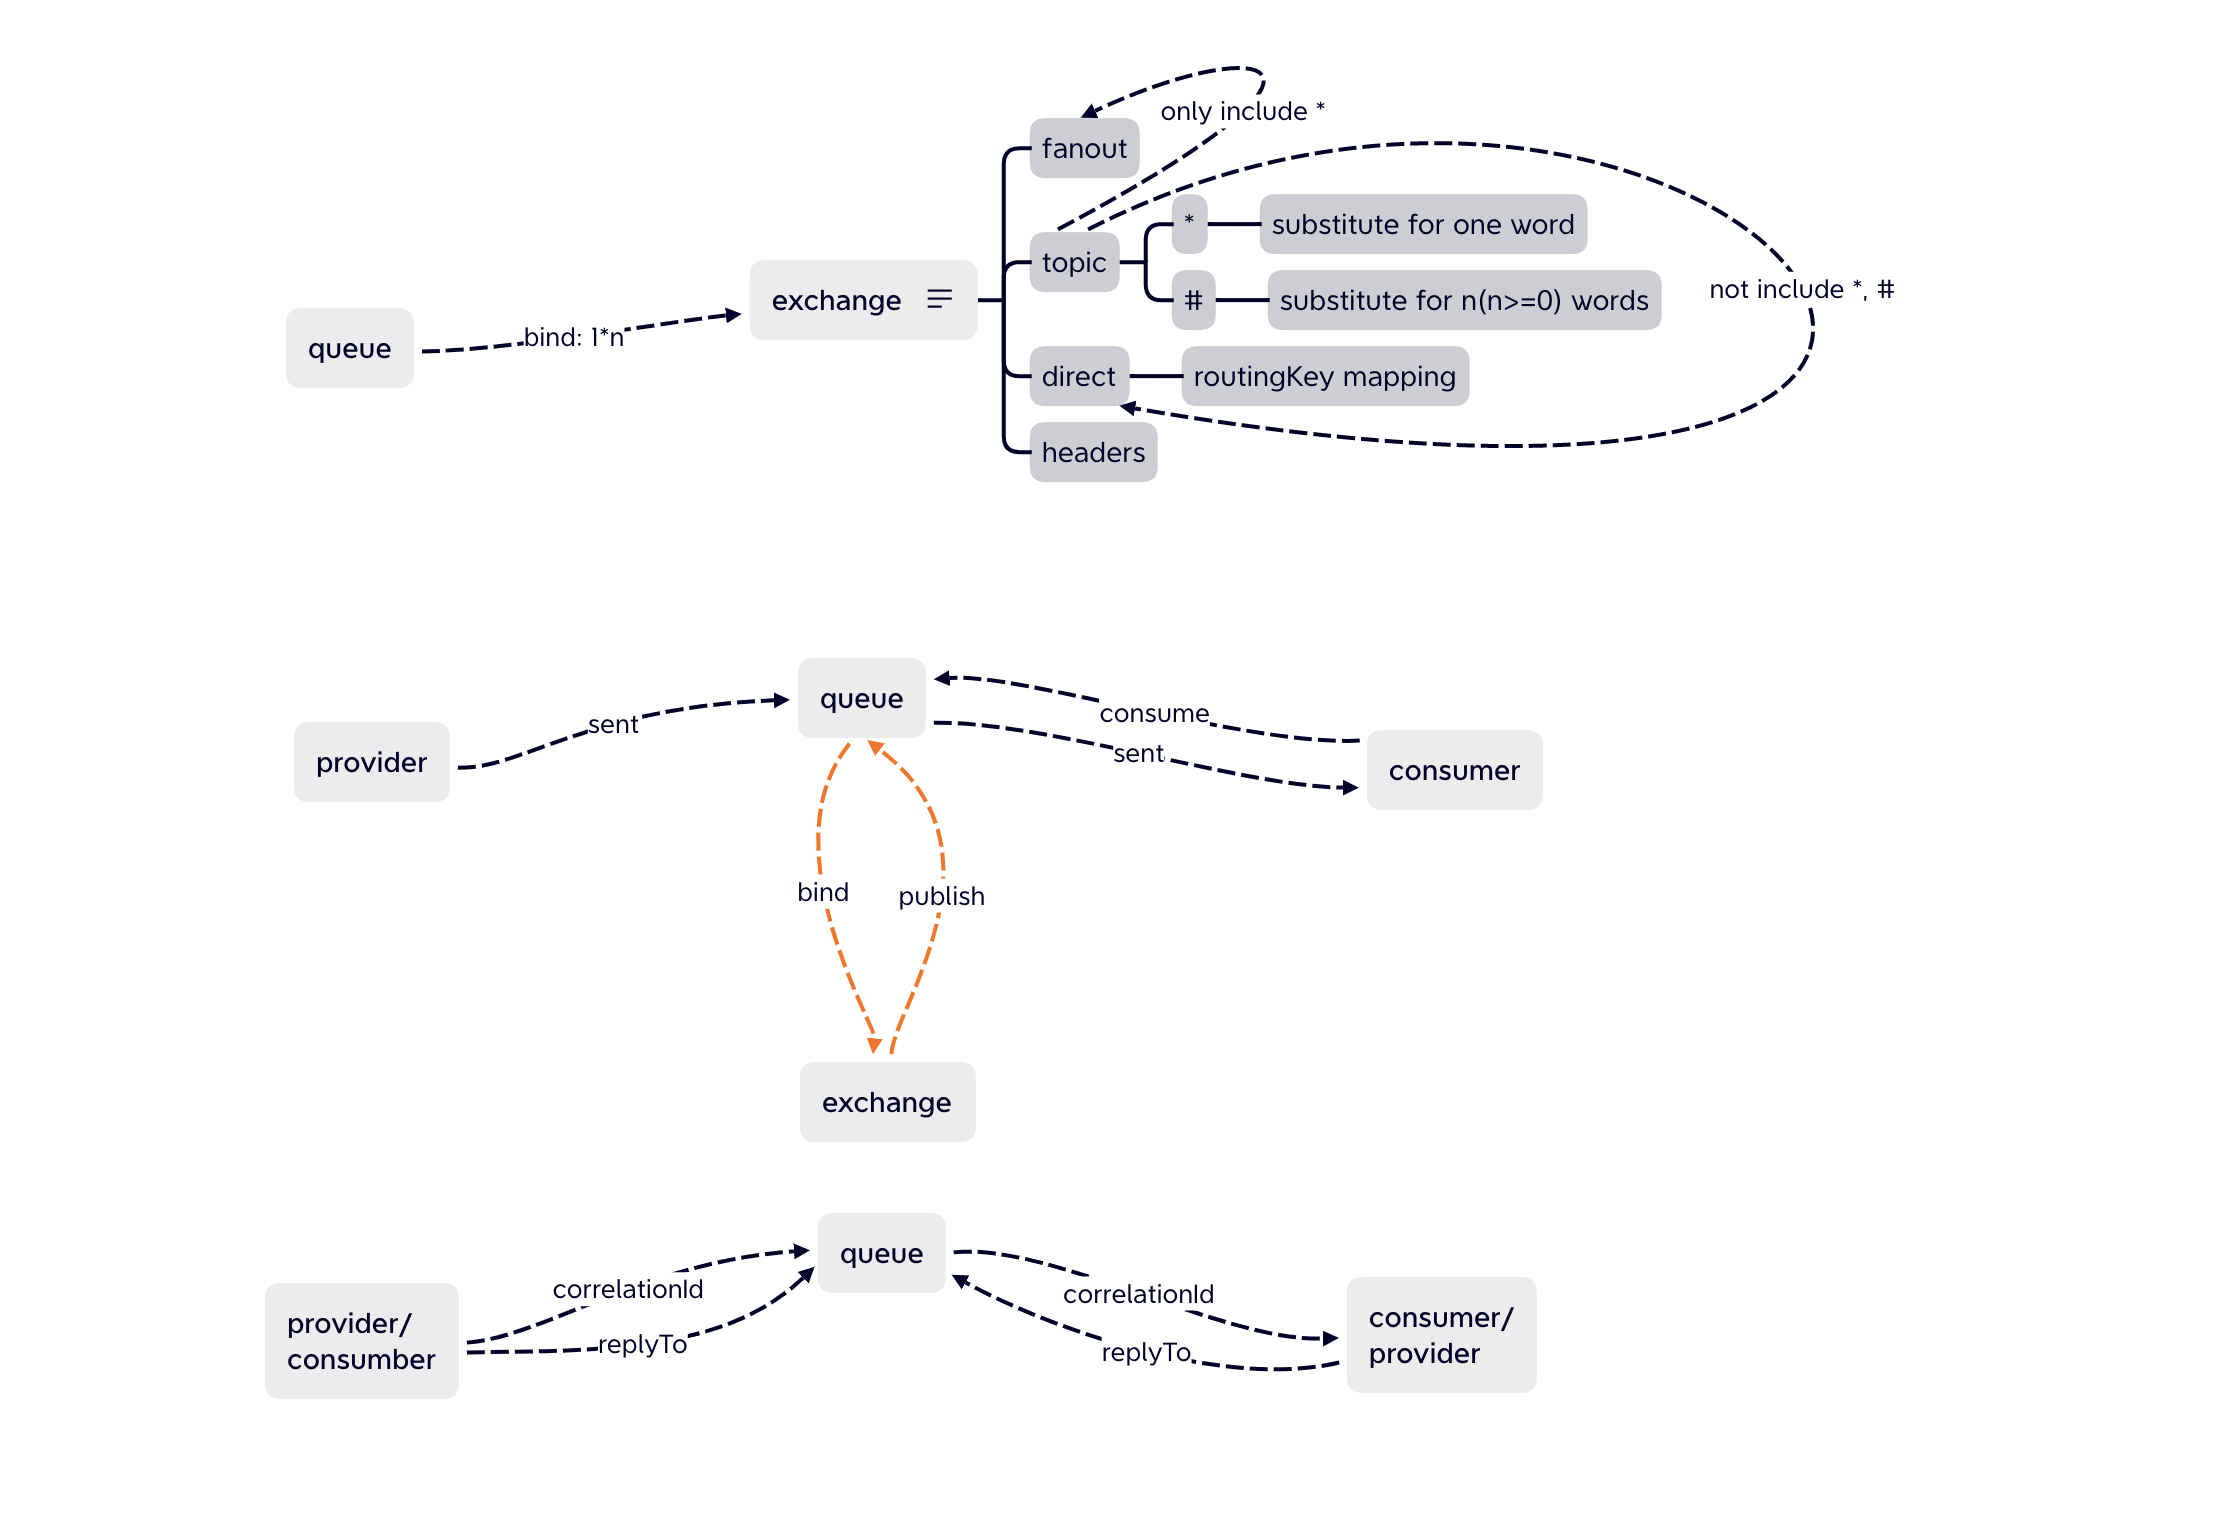 only include *
fanout
* substitute for one word
topic
not include *, #
exchange
# substitute for n(n>=0) words
bind: 1*n
queue
direct routingKey mapping
headers
queue
consume
sent
provider
sent
consumer
bind
publish
exchange
queue
correlationId
correlationId
provider/
consumber
replyTo
replyTo
consumer/
provider